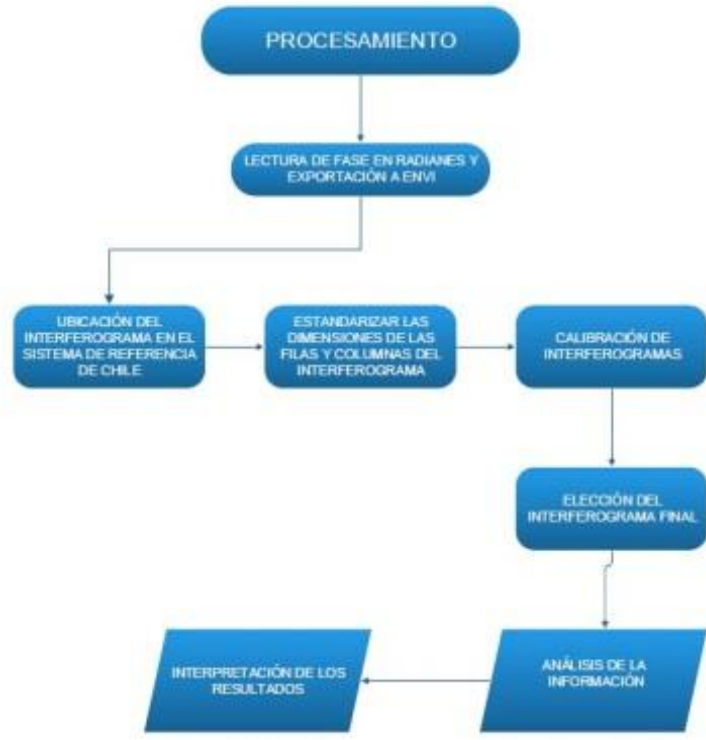 PROCESAMIENTO
LECTURA DE FASE EN RADIANES Y
EXPORTACIÓN A ENVI
UBICACIÓN DEL
INTERFEROGRAMA EN EL
SISTEMA DE REFERENCIA
DE CHILE
ESTANDARIZAR LAS
DIMENSIONES DE LAS
FILAS Y COLUMNAS DEL
INTERFEROGRAMA
CALIBRACIÓN DE
INTERFEROGRAMAS
ELECCIÓN DEL
INTERFEROGRAMA FINAL
ANÁLISIS DE LA
INFORMACIÓN
INTERPRETACIÓN DE LOS
RESULTADOS